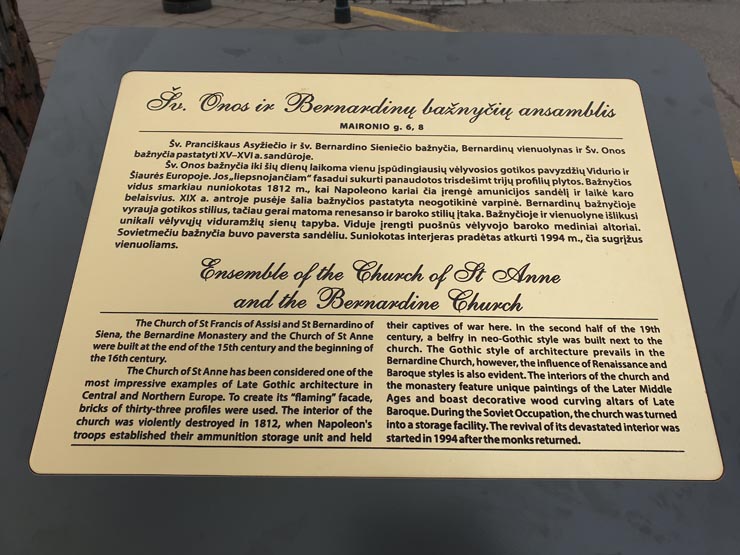 Šv. Onos ir Bernardinų bažnyčių ansamblis
MAIRONIO g. 6, 8
Šv. Pranciškaus Asyžiečio ir šv. Bernardino Sieniečio bažnyčia, Bernardinų vienuolynas ir Šv. Onos
bažnyčia pastatyti XV–XVI a. sandūroje.
Šv. Onos bažnyčia iki šių dienų laikoma vienu įspūdingiausių vėlyvosios gotikos pavyzdžių Vidurio ir
Šiaurės Europoje. Jos „liepsnojančiam" fasadui sukurti panaudotos trisdešimt trijų profilių plytos. Bažnyčios
vidus smarkiai nuniokotas 1812 m., kai Napoleono kariai čia įrengė amunicijos sandėlį ir laikė karo
belaisvius. XIX a. antroje pusėje šalia bažnyčios pastatyta neogotikinė varpinė. Bernardinų bažnyčioje
vyrauja gotikos stilius, tačiau gerai matoma renesanso ir baroko stilių įtaka. Bažnyčioje ir vienuolyne išlikusi
unikali vėlyvųjų viduramžių sienų tapyba. Viduje įrengti puošnūs vėlyvojo baroko mediniai altoriai.
Sovietmečiu bažnyčia buvo paversta sandėliu. Suniokotas interjeras pradėtas atkurti 1994 m., čia sugrįžus
vienuoliams.
Ensemble of the Church of St Anne
and the Bernardine Church
The Church of St Francis of Assisi and St Bernardino of
Siena, the Bernardine Monastery and the Church of St Anne
were built at the end of the 15th century and the beginning of
the 16th century.
The Church of St Anne has been considered one of the
most impressive examples of Late Gothic architecture in
Central and Northern Europe. To create its "flaming" facade,
bricks of thirty-three profiles were used. The interior of the
church was violently destroyed in 1812, when Napoleon's
troops established their ammunition storage unit and held
their captives of war here. In the second half of the 19th
century, a belfry in neo-Gothic style was built next to the
church. The Gothic style of architecture prevails in the
Bernardine Church, however, the influence of Renaissance and
Baroque styles is also evident. The interiors of the church and
the monastery feature unique paintings of the Later Middle
Ages and boast decorative wood curving altars of Late
Baroque. During the Soviet Occupation, the church was turned
into a storage facility. The revival of its devastated interior was
started in 1994 after the monks returned.